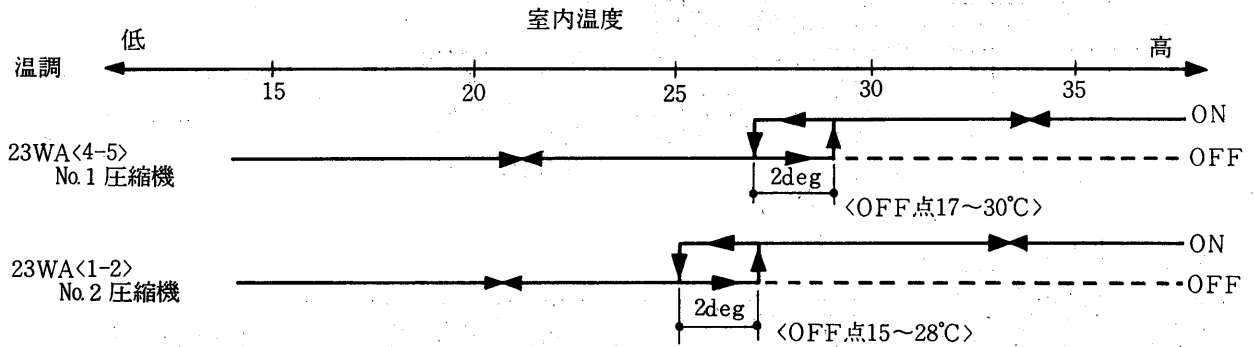 室内温度
低 高
温調
15 20 25 30 35
ON
23WA<4-5>
OFF
No.1 圧縮機
2deg
<OFF点17～30℃>
ON
23WA<1-2>
OFF
No.2 圧縮機
2deg
<OFF点15～28℃>